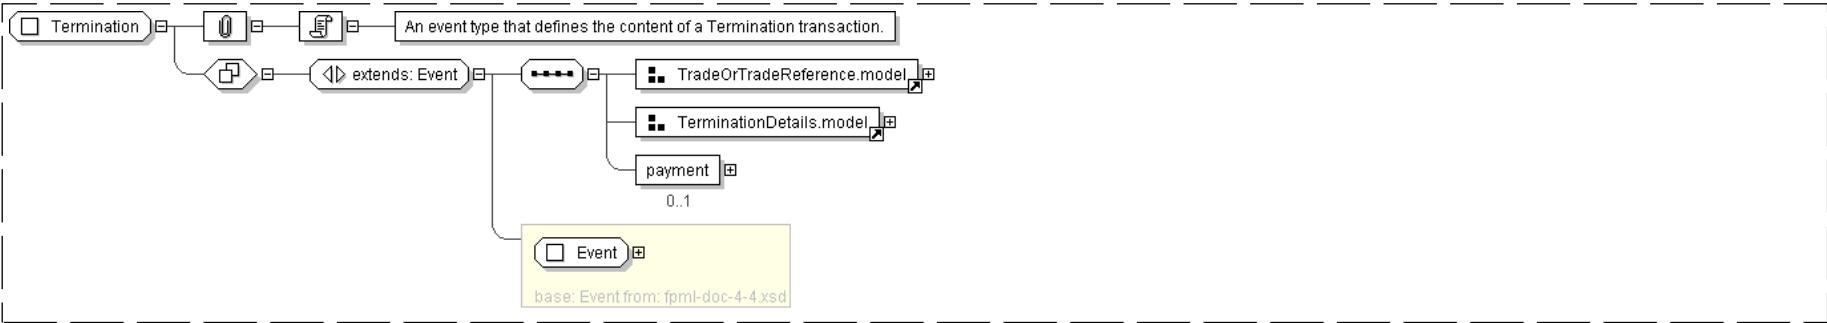 Termination
An event type that defines the content of a Termination transaction.
extends: Event
TradeOrTradeReference.model
TerminationDetails.model
payment
0..1
Event
base: Event from: fpml-doc-4-4.xsd